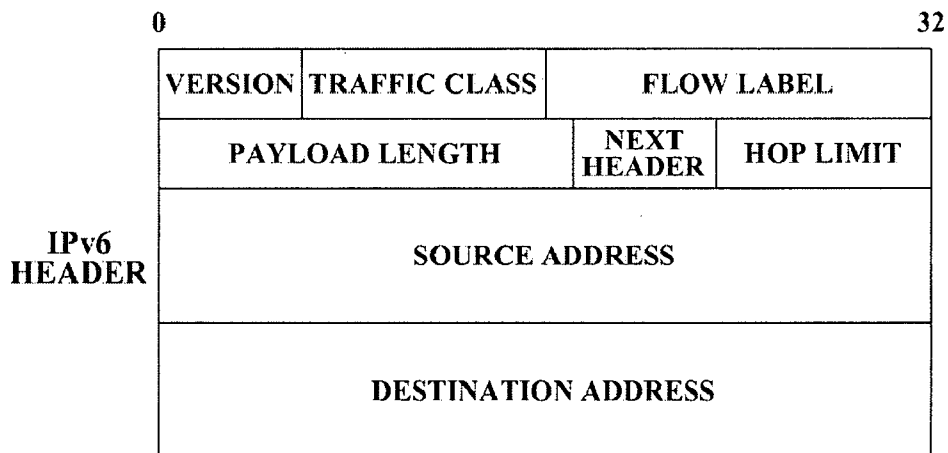 0 32
VERSION TRAFFIC CLASS FLOW LABEL
PAYLOAD LENGTH NEXT HEADER HOP LIMIT
IPv6 HEADER
SOURCE ADDRESS
DESTINATION ADDRESS